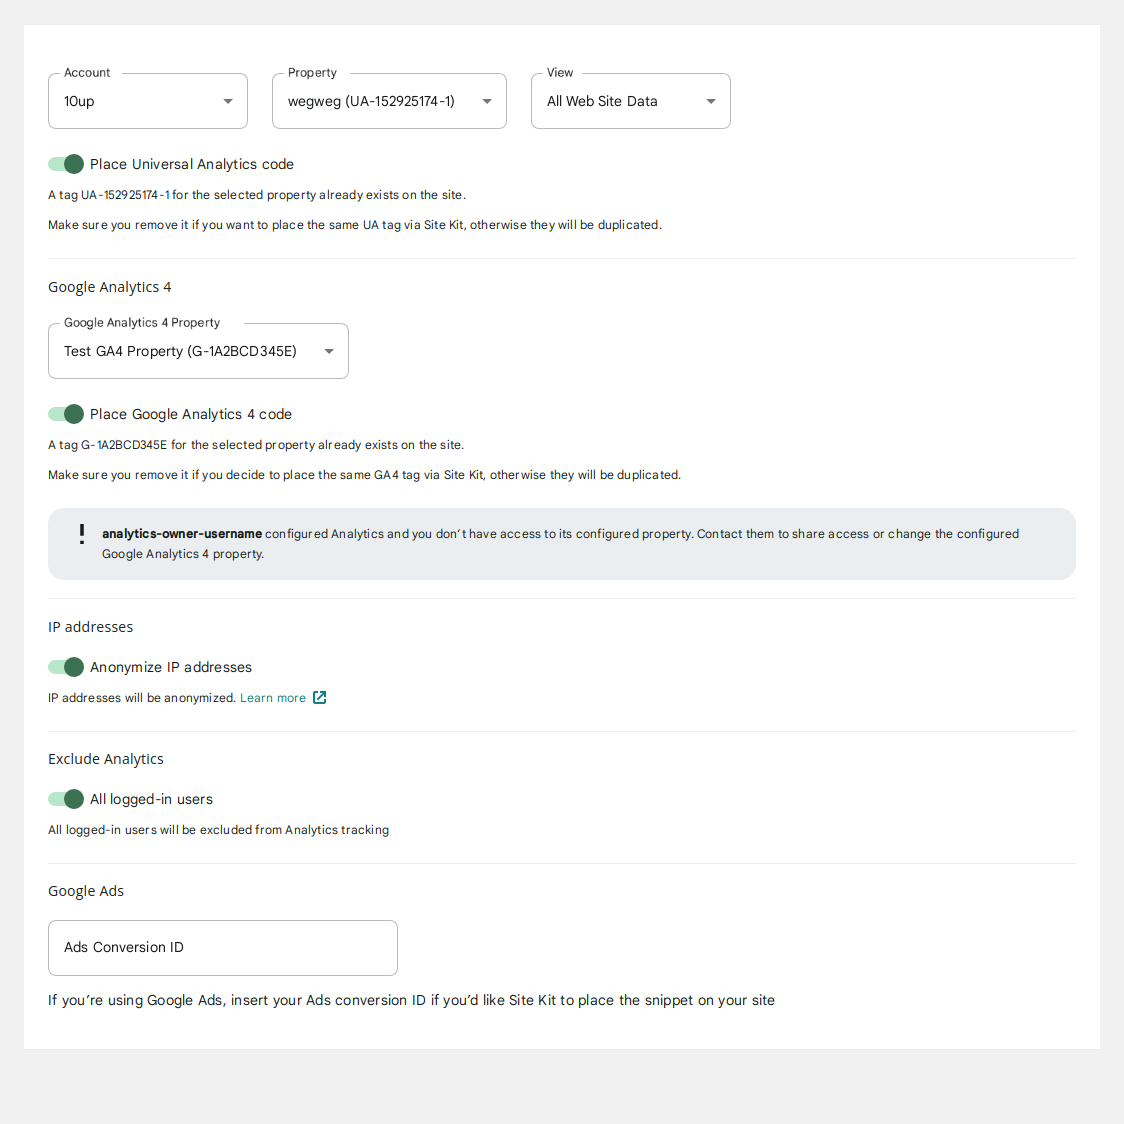 Account
Property
View
10up
wegweg (UA-152925174-1)
All Web Site Data
Place Universal Analytics code
A tag UA-152925174-1 for the selected property already exists on the site.
Make sure you remove it if you want to place the same UA tag via Site Kit, otherwise they will be duplicated.
Google Analytics 4
Google Analytics 4 Property
Test GA4 Property (G-1A2BCD345E)
Place Google Analytics 4 code
A tag G-1A2BCD345E for the selected property already exists on the site.
Make sure you remove it if you decide to place the same GA4 tag via Site Kit, otherwise they will be duplicated.
analytics-owner-username configured Analytics and you don’t have access to its configured property. Contact them to share access or change the configured
Google Analytics 4 property.
IP addresses
Anonymize IP addresses
IP addresses will be anonymized. Learn more
Exclude Analytics
All logged-in users
All logged-in users will be excluded from Analytics tracking
Google Ads
Ads Conversion ID
If you’re using Google Ads, insert your Ads conversion ID if you’d like Site Kit to place the snippet on your site